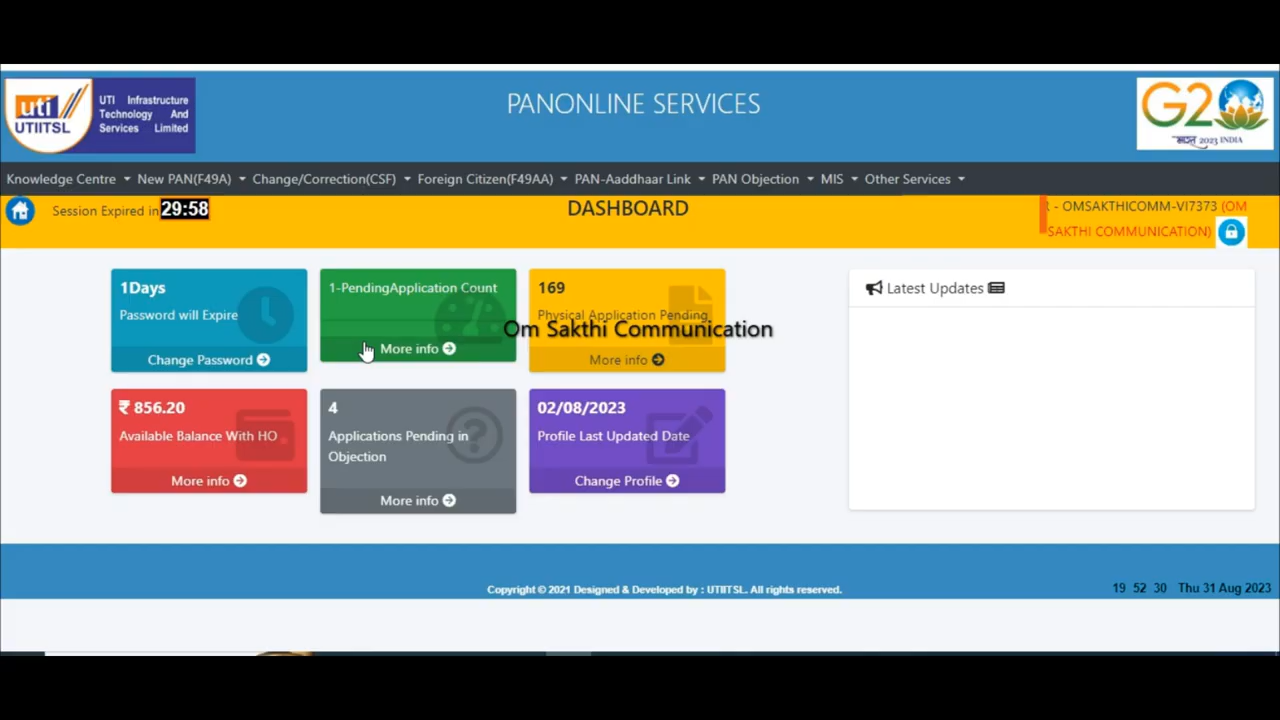 uti
UTIITSL
UTI Infrastructure
Technology And
Services Limited
PANONLINE SERVICES
G20
भारत 2023 INDIA
Knowledge Centre New PAN(F49A) Change/Correction(CSF) Foreign Citizen(F49AA) PAN-Aaddhaar Link PAN Objection MIS Other Services
Session Expired in 29:58
DASHBOARD
- OMSAKTHICOMM-VI7373 (OM
SAKTHI COMMUNICATION)
1Days
Password will Expire
Change Password
1-PendingApplication Count
More info
169
Physical Application Pending
More info
Om Sakthi Communication
Latest Updates
₹ 856.20
Available Balance With HO
More info
4
Applications Pending in
Objection
More info
02/08/2023
Profile Last Updated Date
Change Profile
Copyright © 2021 Designed & Developed by : UTIITSL. All rights reserved.
19 52 30 Thu 31 Aug 2023